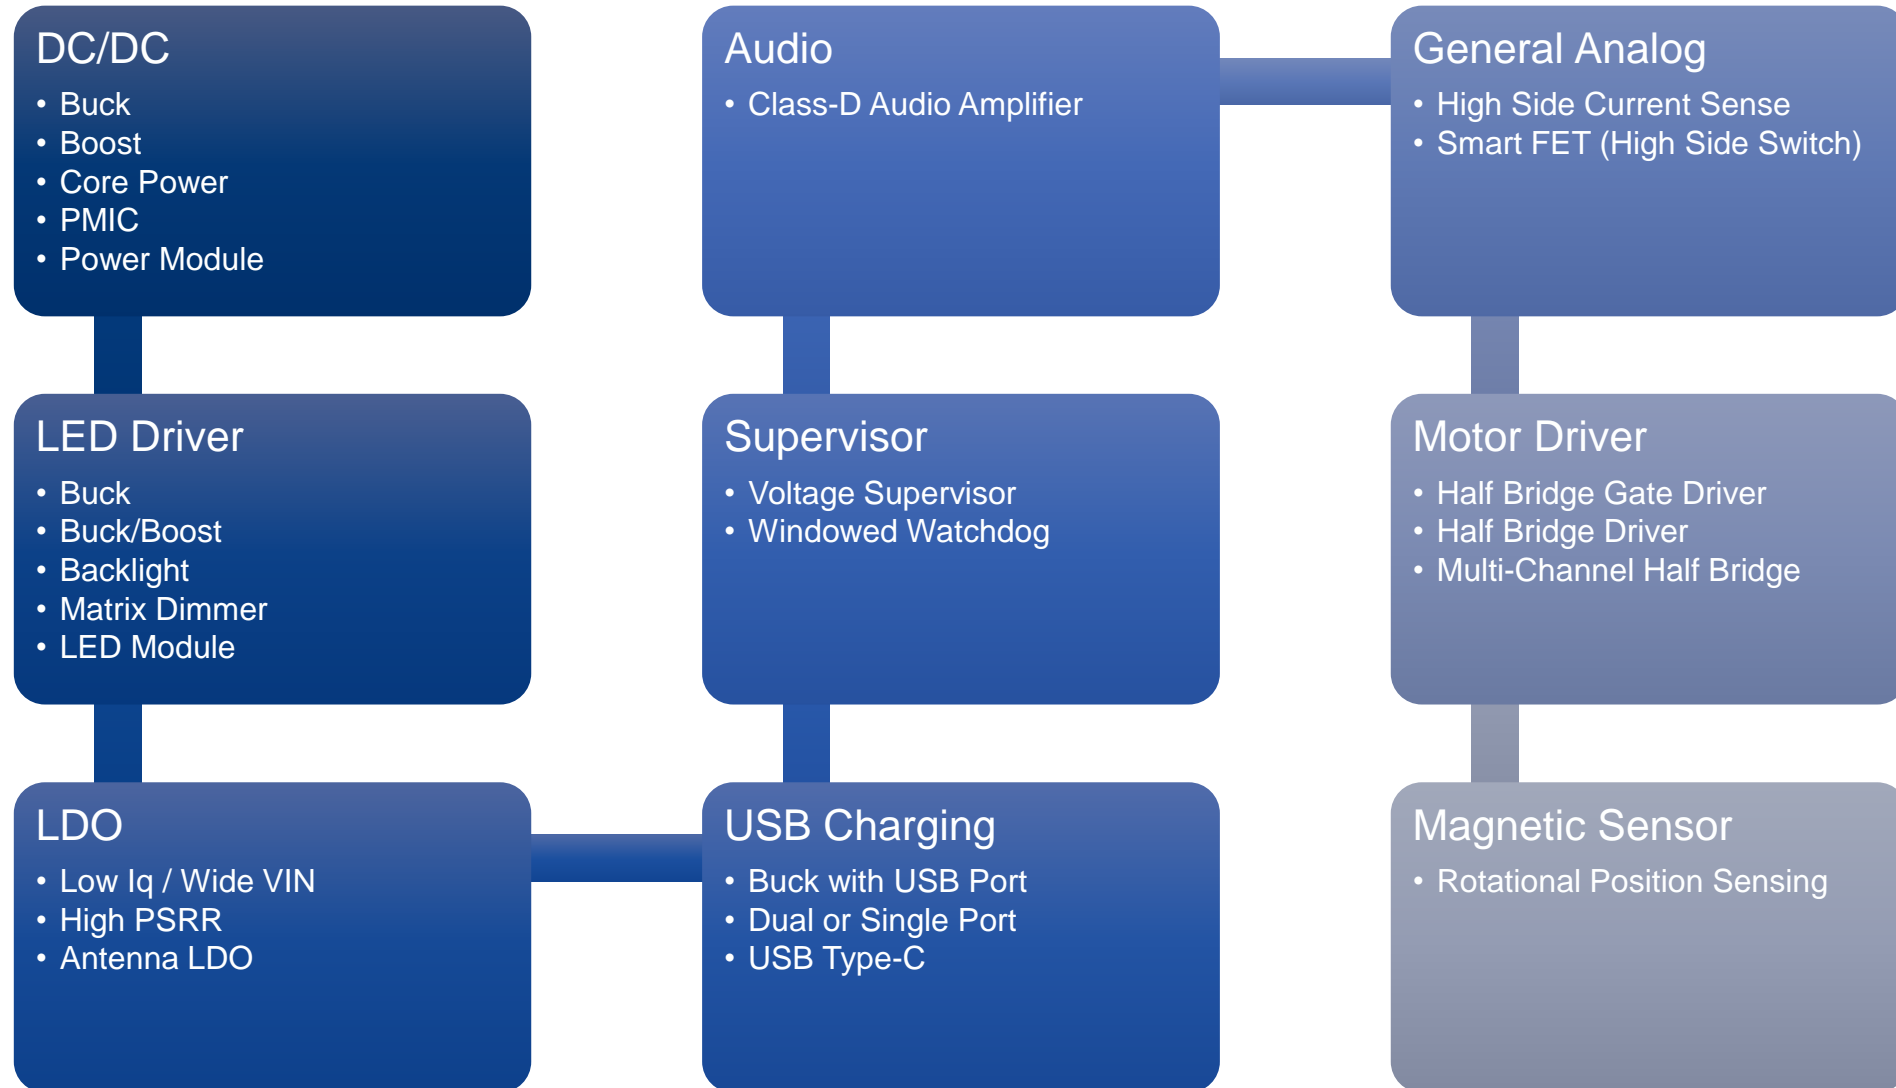 DC/DC
• Buck
• Boost
• Core Power
• PMIC
• Power Module
LED Driver
• Buck
• Buck/Boost
• Backlight
• Matrix Dimmer
• LED Module
LDO
• Low Iq / Wide VIN
• High PSRR
• Antenna LDO
USB Charging
• Buck with USB Port
• Dual or Single Port
• USB Type-C
Supervisor
• Voltage Supervisor
• Windowed Watchdog
Audio
• Class-D Audio Amplifier
General Analog
• High Side Current Sense
• Smart FET (High Side Switch)
Motor Driver
• Half Bridge Gate Driver
• Half Bridge Driver
• Multi-Channel Half Bridge
Magnetic Sensor
• Rotational Position Sensing